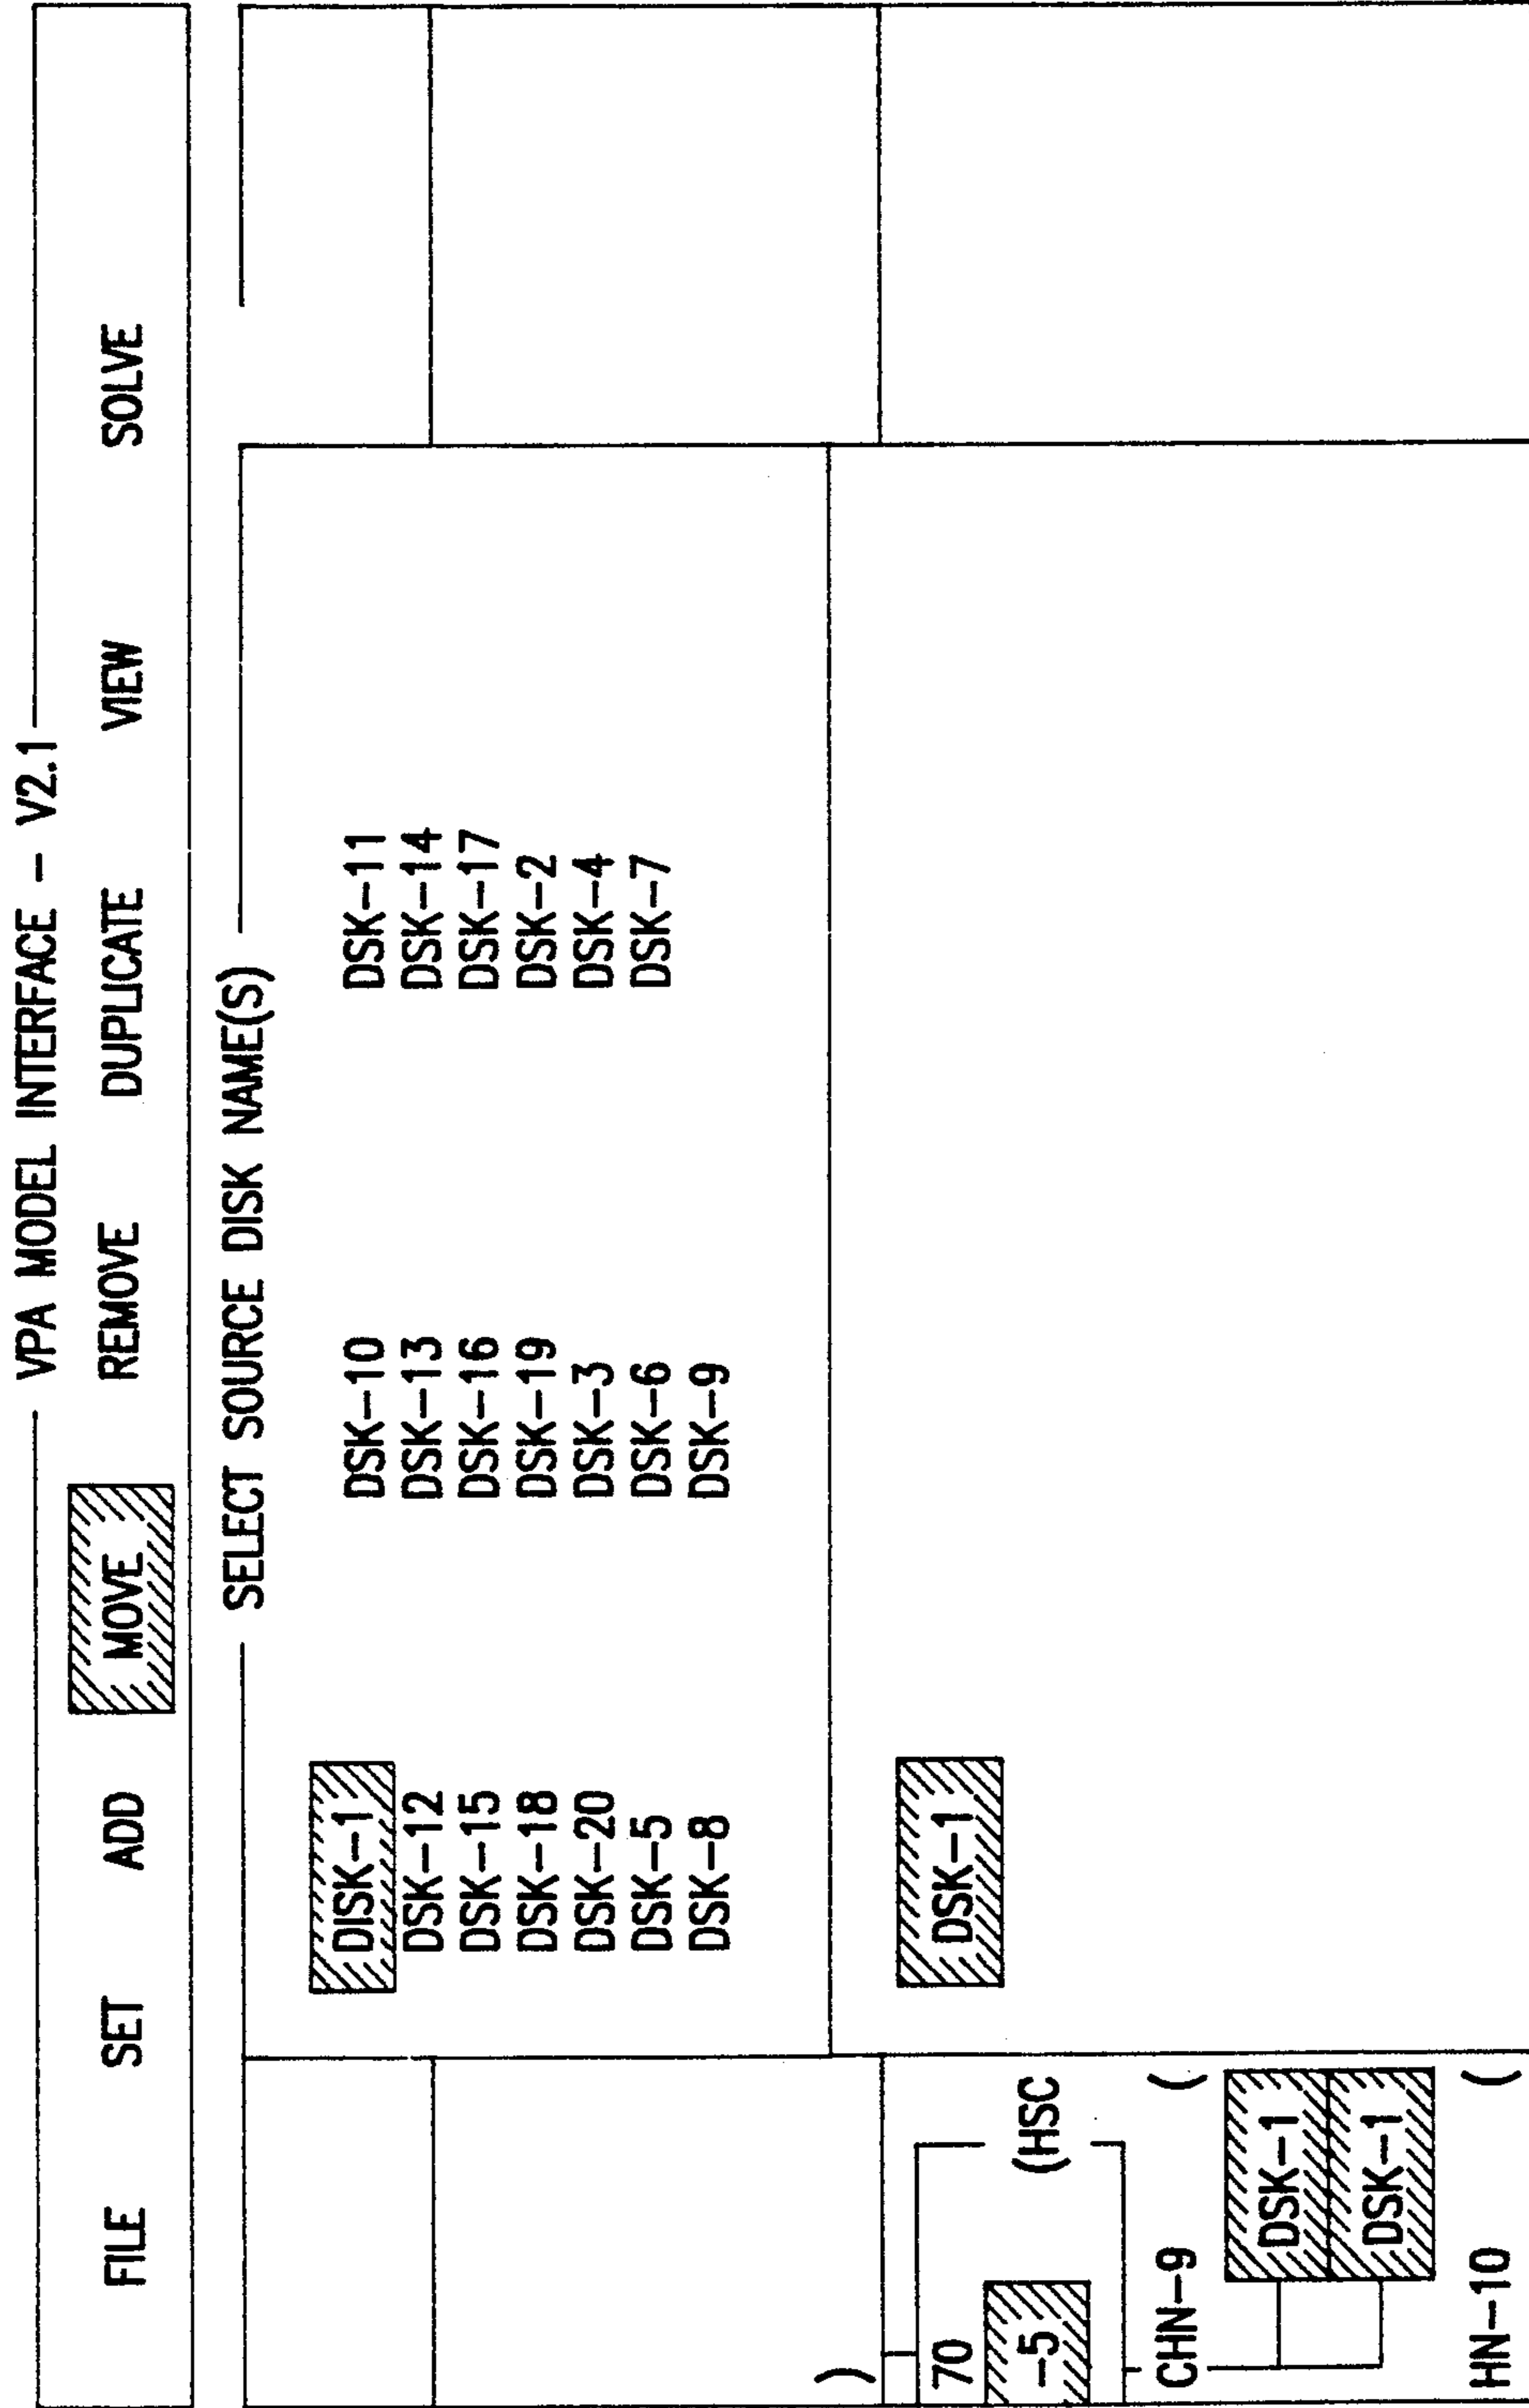 VPA MODEL INTERFACE - V2.1
FILE SET ADD MOVE REMOVE DUPLICATE VIEW SOLVE
SELECT SOURCE DISK NAME(S)
DISK-1 DSK-10 DSK-11
DSK-12 DSK-13 DSK-14
DSK-15 DSK-16 DSK-17
DSK-18 DSK-19 DSK-2
DSK-20 DSK-3 DSK-4
DSK-5 DSK-6 DSK-7
DSK-8 DSK-9
)
70 DSK-1
-5 (HSC
CHN-9 (
DSK-1
DSK-1
HN-10 (